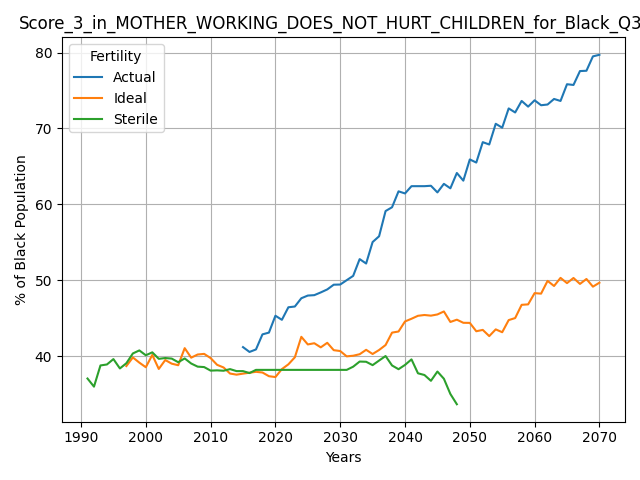 Score_3_in_MOTHER_WORKING_DOES_NOT_HURT_CHILDREN_for_Black_Q3
Fertility
Actual
Ideal
Sterile
% of Black Population
80
70
60
50
40
1990 2000 2010 2020 2030 2040 2050 2060 2070
Years